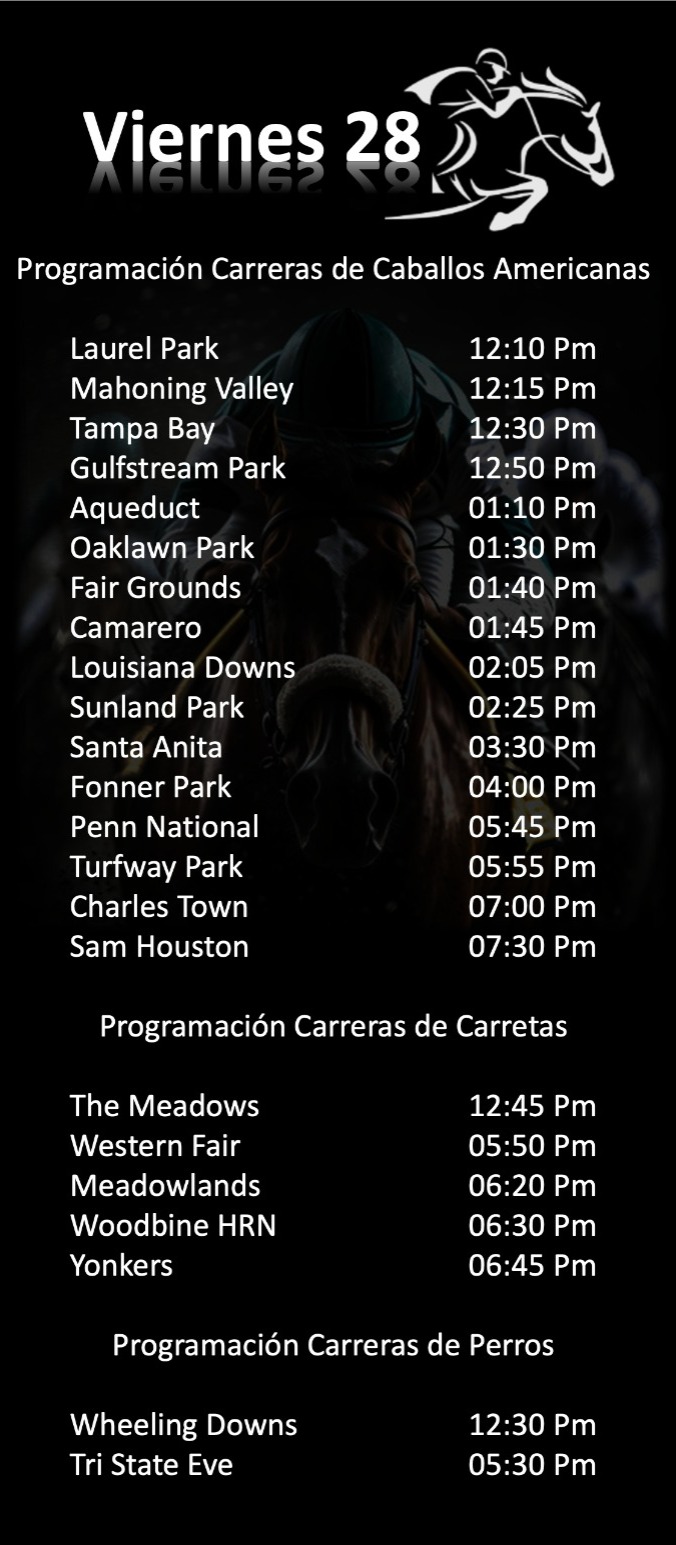 Viernes 28
Programación Carreras de Caballos Americanas
Laurel Park 12:10 Pm
Mahoning Valley 12:15 Pm
Tampa Bay 12:30 Pm
Gulfstream Park 12:50 Pm
Aqueduct 01:10 Pm
Oaklawn Park 01:30 Pm
Fair Grounds 01:40 Pm
Camarero 01:45 Pm
Louisiana Downs 02:05 Pm
Sunland Park 02:25 Pm
Santa Anita 03:30 Pm
Fonner Park 04:00 Pm
Penn National 05:45 Pm
Turfway Park 05:55 Pm
Charles Town 07:00 Pm
Sam Houston 07:30 Pm
Programación Carreras de Carretas
The Meadows 12:45 Pm
Western Fair 05:50 Pm
Meadowlands 06:20 Pm
Woodbine HRN 06:30 Pm
Yonkers 06:45 Pm
Programación Carreras de Perros
Wheeling Downs 12:30 Pm
Tri State Eve 05:30 Pm